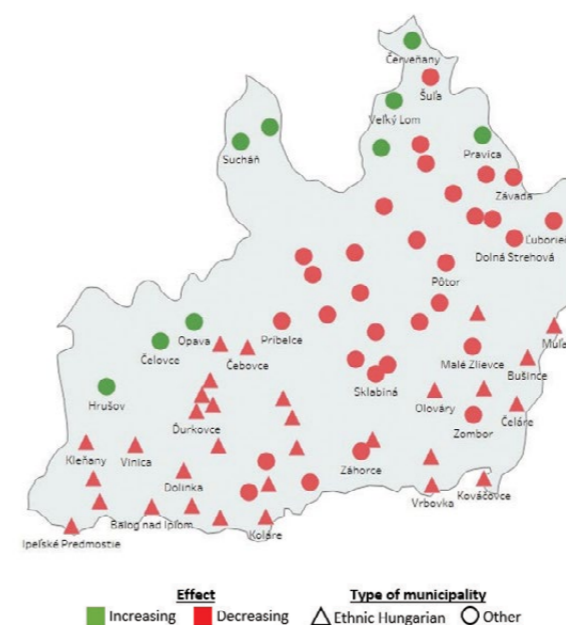 Červeňany
Šuľa
Veľký Lom
Sucháň
Pravica
Závada
Ľuborieč
Dolná Strehová
Pôtor
Opava
Príbelce
Čelovce
Čebovce
Muľa
Malé Zlievce
Bušince
Hrušov
Sklabiná
Olováry
Čeláre
Ďurkovce
Zombor
Kleňany
Vinica
Záhorce
Dolinka
Vrbovka
Kováčovce
Balog nad Ipľom
Koláre
Ipeľské Predmostie
Effect
Type of municipality
Increasing
Decreasing
Ethnic Hungarian
Other